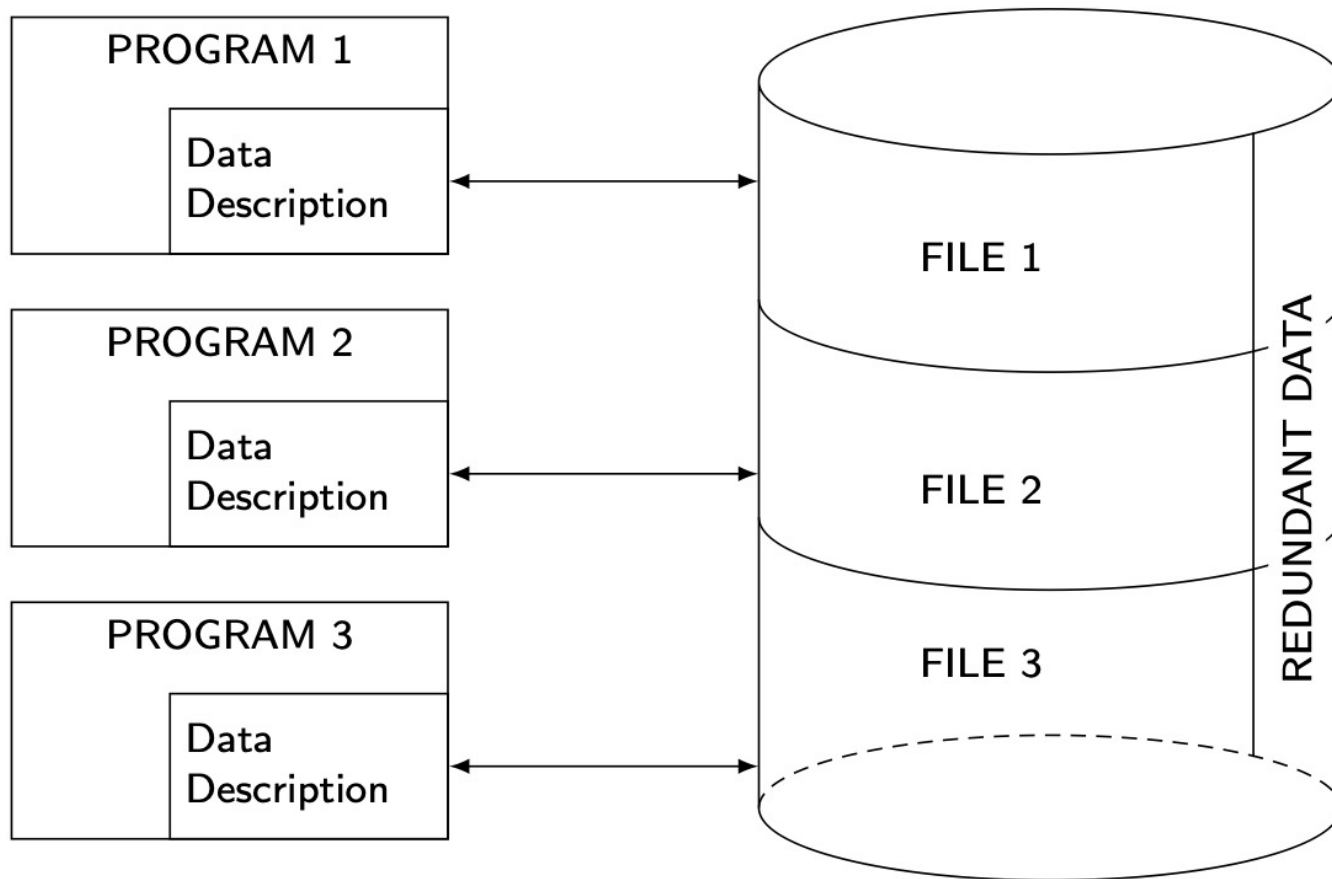 PROGRAM 1
Data
Description
FILE 1
PROGRAM 2
Data
Description
FILE 2
PROGRAM 3
Data
Description
FILE 3
REDUNDANT DATA